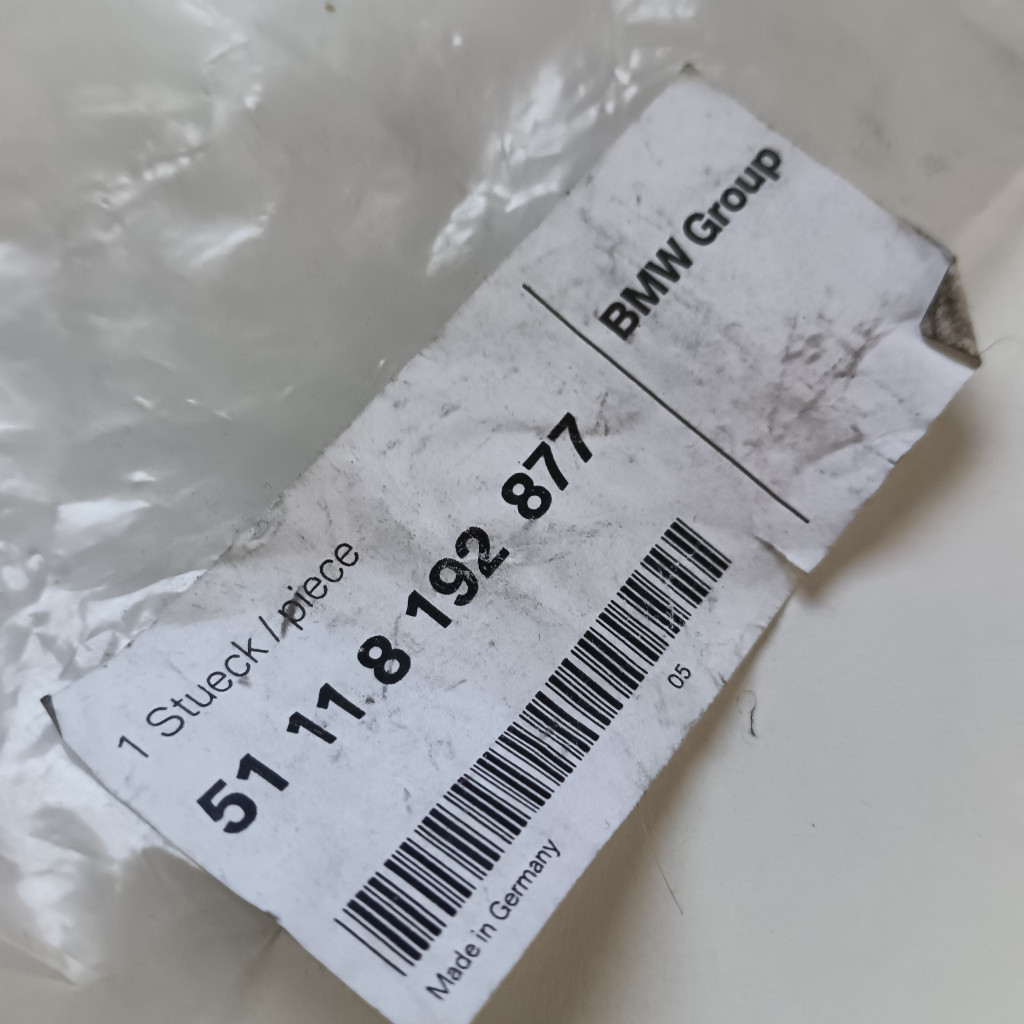 BMW Group
1 Stueck / piece
51 11 8 192 877
05
Made in Germany